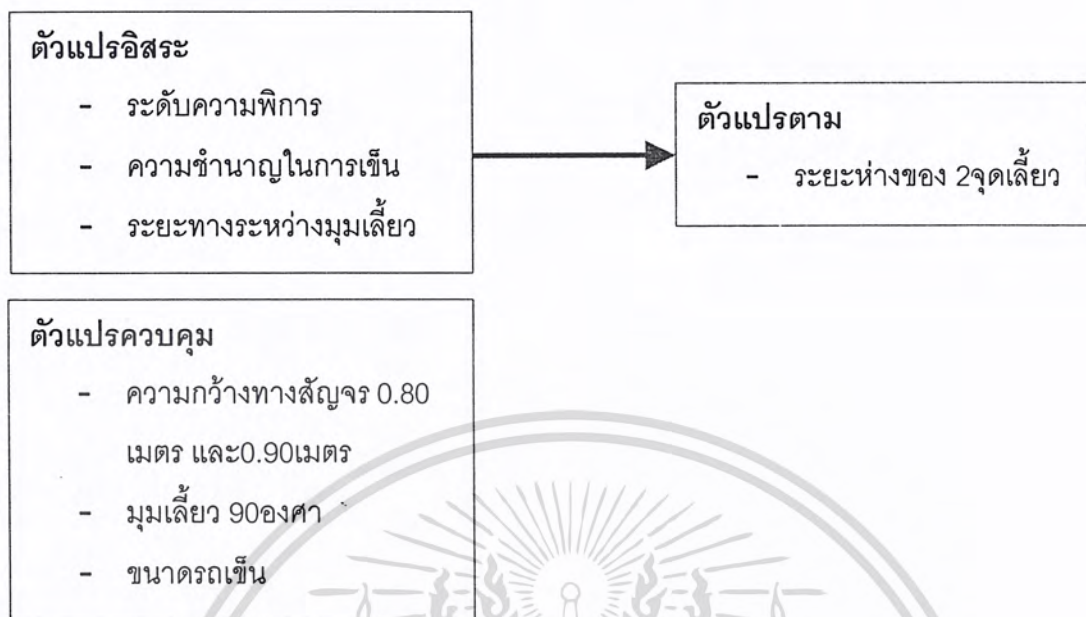 ตัวแปรอิสระ
- ระดับความพิการ
- ความชำนาญในการเข็น
- ระยะทางระหว่างมุมเลี้ยว
ตัวแปรตาม
- ระยะห่างของ 2จุดเลี้ยว
ตัวแปรควบคุม
- ความกว้างทางสัญจร 0.80
เมตร และ0.90เมตร
- มุมเลี้ยว 90องศา
- ขนาดรถเข็น